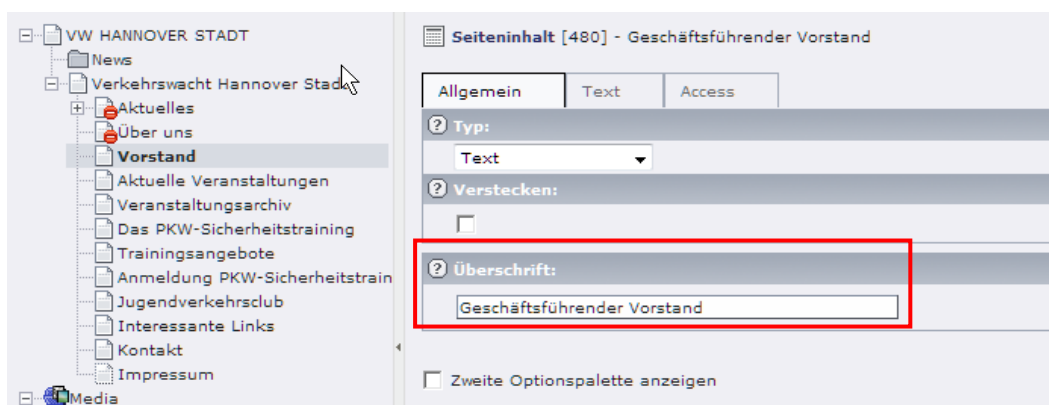 VW HANNOVER STADT
News
Verkehrswacht Hannover Stadt
Aktuelles
Über uns
Vorstand
Aktuelle Veranstaltungen
Veranstaltungsarchiv
Das PKW-Sicherheitstraining
Trainingsangebote
Anmeldung PKW-Sicherheitstrain
Jugendverkehrsclub
Interessante Links
Kontakt
Impressum
Media
Seiteninhalt [480] - Geschäftsführender Vorstand
Allgemein Text Access
Typ:
Text
Verstecken:
Überschrift:
Geschäftsführender Vorstand
Zweite Optionspalette anzeigen